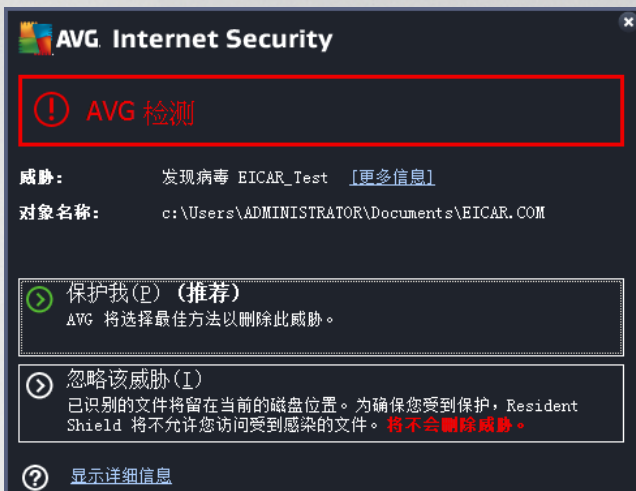 AVG. Internet Security
AVG 检测
威胁: 发现病毒 EICAR_Test [更多信息]
对象名称: c:\Users\ADMINISTRATOR\Documents\EICAR.COM
保护我(P) (推荐)
AVG 将选择最佳方法以删除此威胁。
忽略该威胁(I)
已识别的文件将留在当前的磁盘位置。为确保您受到保护,Resident
Shield 将不允许您访问受到感染的文件。将不会删除威胁。
显示详细信息